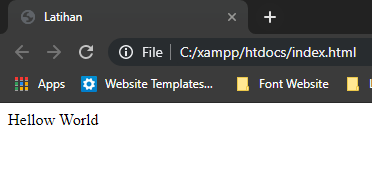 Latihan
File | C:/xampp/htdocs/index.html
Apps Website Templates... Font Website
Hellow World